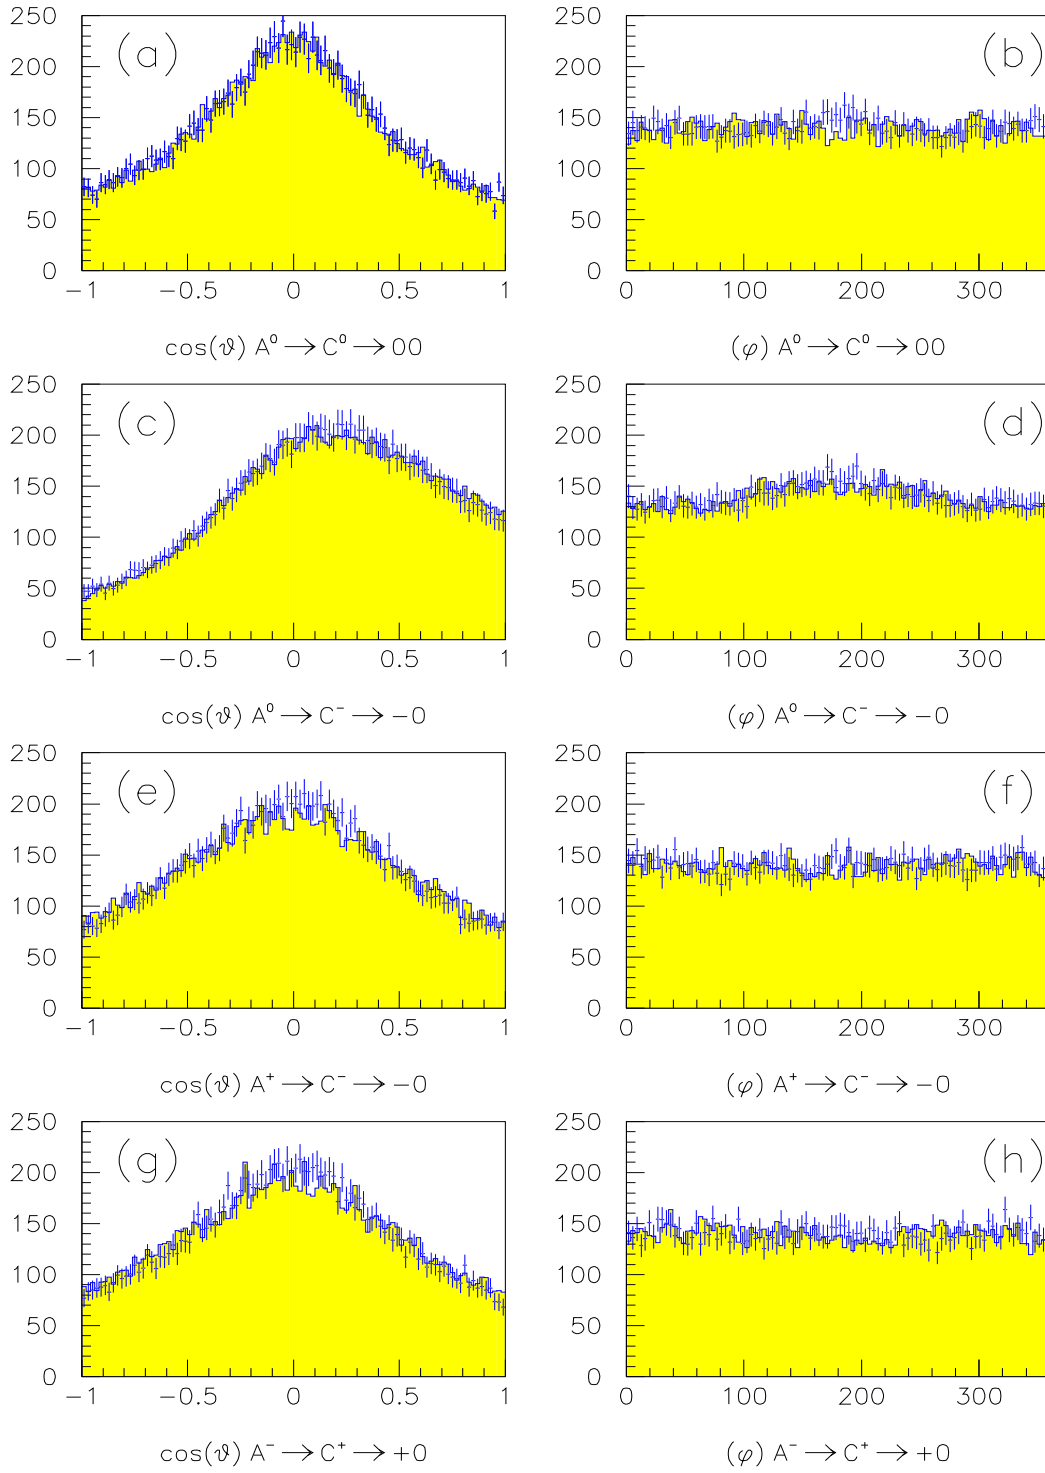 250
200
150
100
50
0
(a)
−1 −0.5 0 0.5 1
cos(ϑ) A⁰ → C⁰ → 00
250
200
150
100
50
0
(b)
0 100 200 300
(φ) A⁰ → C⁰ → 00
250
200
150
100
50
0
(c)
−1 −0.5 0 0.5 1
cos(ϑ) A⁰ → C⁻ → −0
250
200
150
100
50
0
(d)
0 100 200 300
(φ) A⁰ → C⁻ → −0
250
200
150
100
50
0
(e)
−1 −0.5 0 0.5 1
cos(ϑ) A⁺ → C⁻ → −0
250
200
150
100
50
0
(f)
0 100 200 300
(φ) A⁺ → C⁻ → −0
250
200
150
100
50
0
(g)
−1 −0.5 0 0.5 1
cos(ϑ) A⁻ → C⁺ → +0
250
200
150
100
50
0
(h)
0 100 200 300
(φ) A⁻ → C⁺ → +0